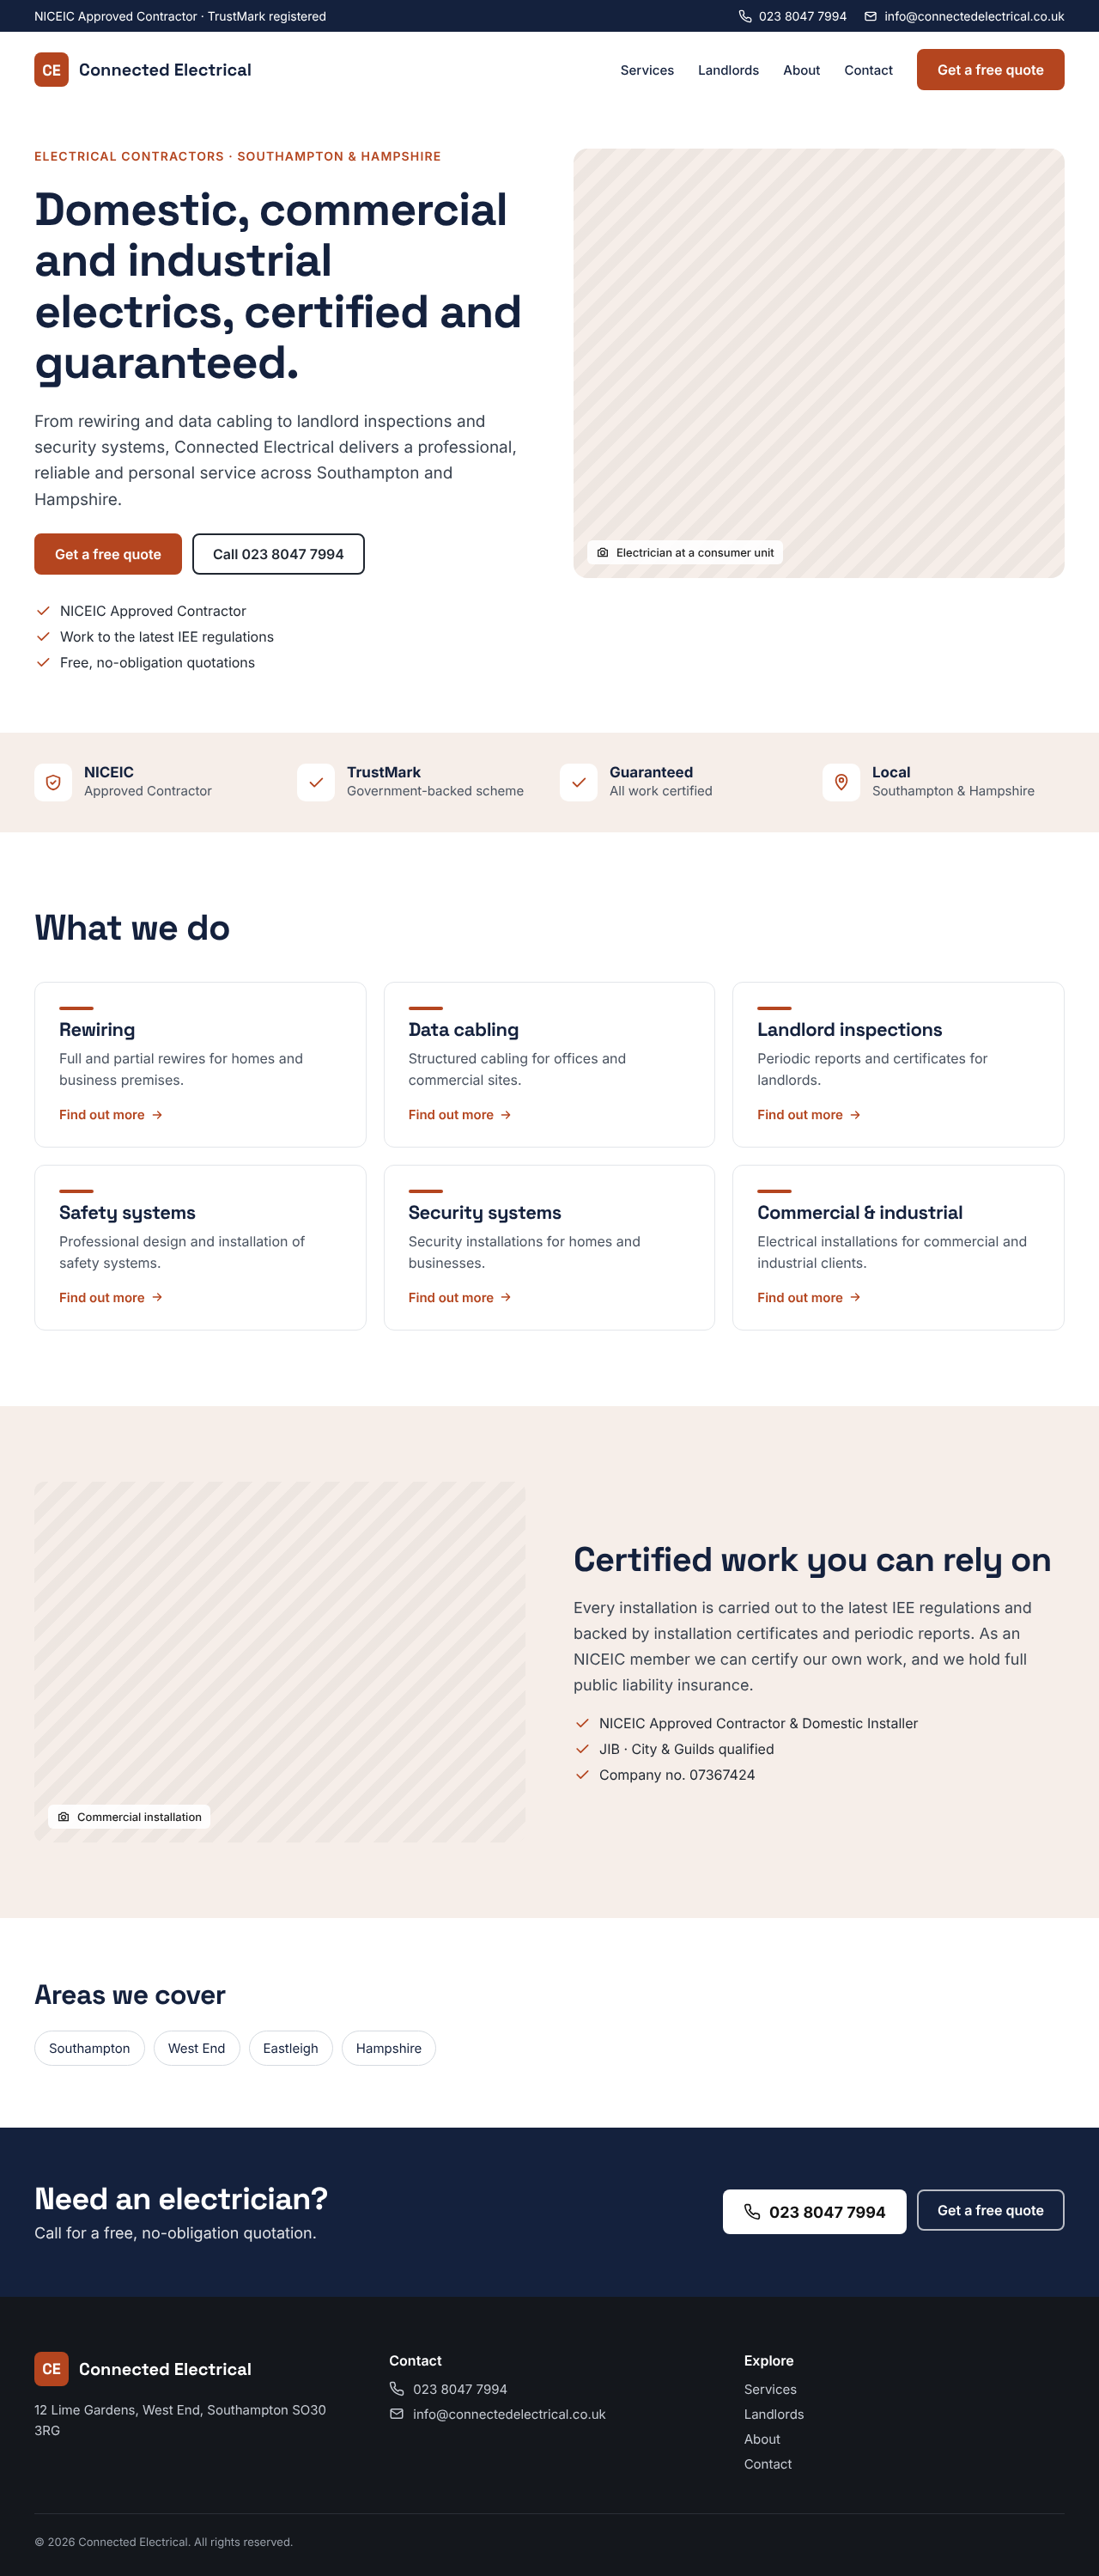 NICEIC Approved Contractor · TrustMark registered
023 8047 7994
info@connectedelectrical.co.uk
CE
Connected Electrical
Services
Landlords
About
Contact
Get a free quote
ELECTRICAL CONTRACTORS · SOUTHAMPTON & HAMPSHIRE
Domestic, commercial
and industrial
electrics, certified and
guaranteed.
From rewiring and data cabling to landlord inspections and
security systems, Connected Electrical delivers a professional,
reliable and personal service across Southampton and
Hampshire.
Get a free quote
Call 023 8047 7994
NICEIC Approved Contractor
Work to the latest IEE regulations
Free, no-obligation quotations
Electrician at a consumer unit
NICEIC
Approved Contractor
TrustMark
Government-backed scheme
Guaranteed
All work certified
Local
Southampton & Hampshire
What we do
Rewiring
Full and partial rewires for homes and
business premises.
Find out more
Data cabling
Structured cabling for offices and
commercial sites.
Find out more
Landlord inspections
Periodic reports and certificates for
landlords.
Find out more
Safety systems
Professional design and installation of
safety systems.
Find out more
Security systems
Security installations for homes and
businesses.
Find out more
Commercial & industrial
Electrical installations for commercial and
industrial clients.
Find out more
Commercial installation
Certified work you can rely on
Every installation is carried out to the latest IEE regulations and
backed by installation certificates and periodic reports. As an
NICEIC member we can certify our own work, and we hold full
public liability insurance.
NICEIC Approved Contractor & Domestic Installer
JIB · City & Guilds qualified
Company no. 07367424
Areas we cover
Southampton
West End
Eastleigh
Hampshire
Need an electrician?
Call for a free, no-obligation quotation.
023 8047 7994
Get a free quote
CE
Connected Electrical
12 Lime Gardens, West End, Southampton SO30
3RG
Contact
023 8047 7994
info@connectedelectrical.co.uk
Explore
Services
Landlords
About
Contact
© 2026 Connected Electrical. All rights reserved.